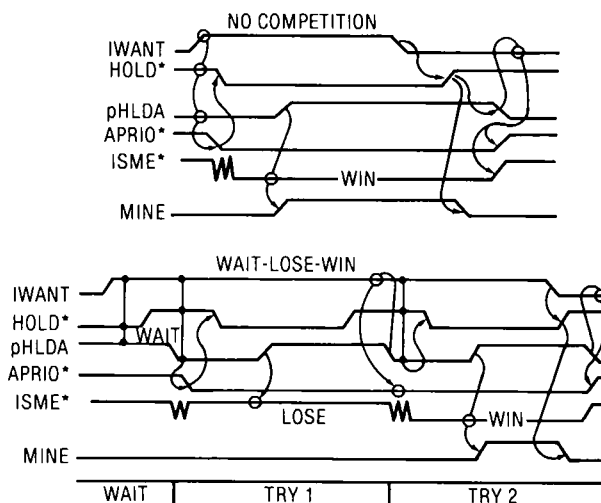 NO COMPETITION
IWANT
HOLD*
pHLDA
APRIO*
ISME*
WIN
MINE
WAIT-LOSE-WIN
IWANT
HOLD*
WAIT
pHLDA
APRIO*
ISME*
LOSE
WIN
MINE
WAIT TRY 1 TRY 2